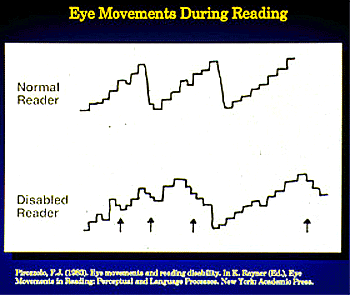 Eye Movements During Reading
Normal
Reader
Disabled
Reader
Pirozzolo, F.J. (1983). Eye movements and reading disability. In K. Rayner (Ed.), Eye
Movements in Reading: Perceptual and Language Processes. New York: Academic Press.